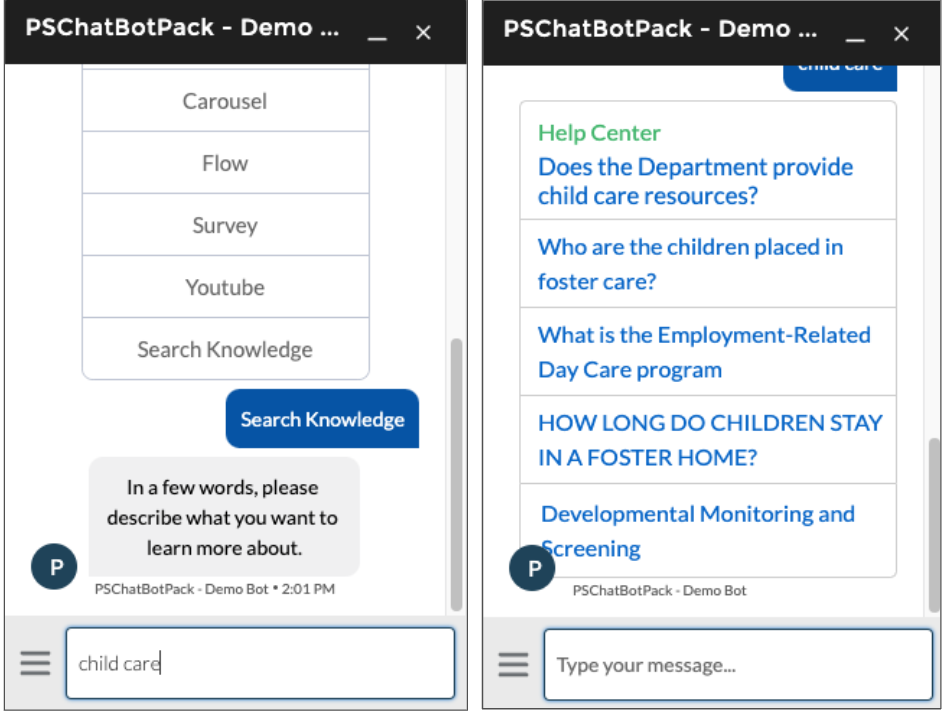 PSChatBotPack - Demo ...
Carousel
Flow
Survey
Youtube
Search Knowledge
Search Knowledge
In a few words, please
describe what you want to
learn more about.
P
PSChatBotPack - Demo Bot • 2:01 PM
child care
PSChatBotPack - Demo ...
child care
Help Center
Does the Department provide
child care resources?
Who are the children placed in
foster care?
What is the Employment-Related
Day Care program
HOW LONG DO CHILDREN STAY
IN A FOSTER HOME?
Developmental Monitoring and
Screening
P
PSChatBotPack - Demo Bot
Type your message...